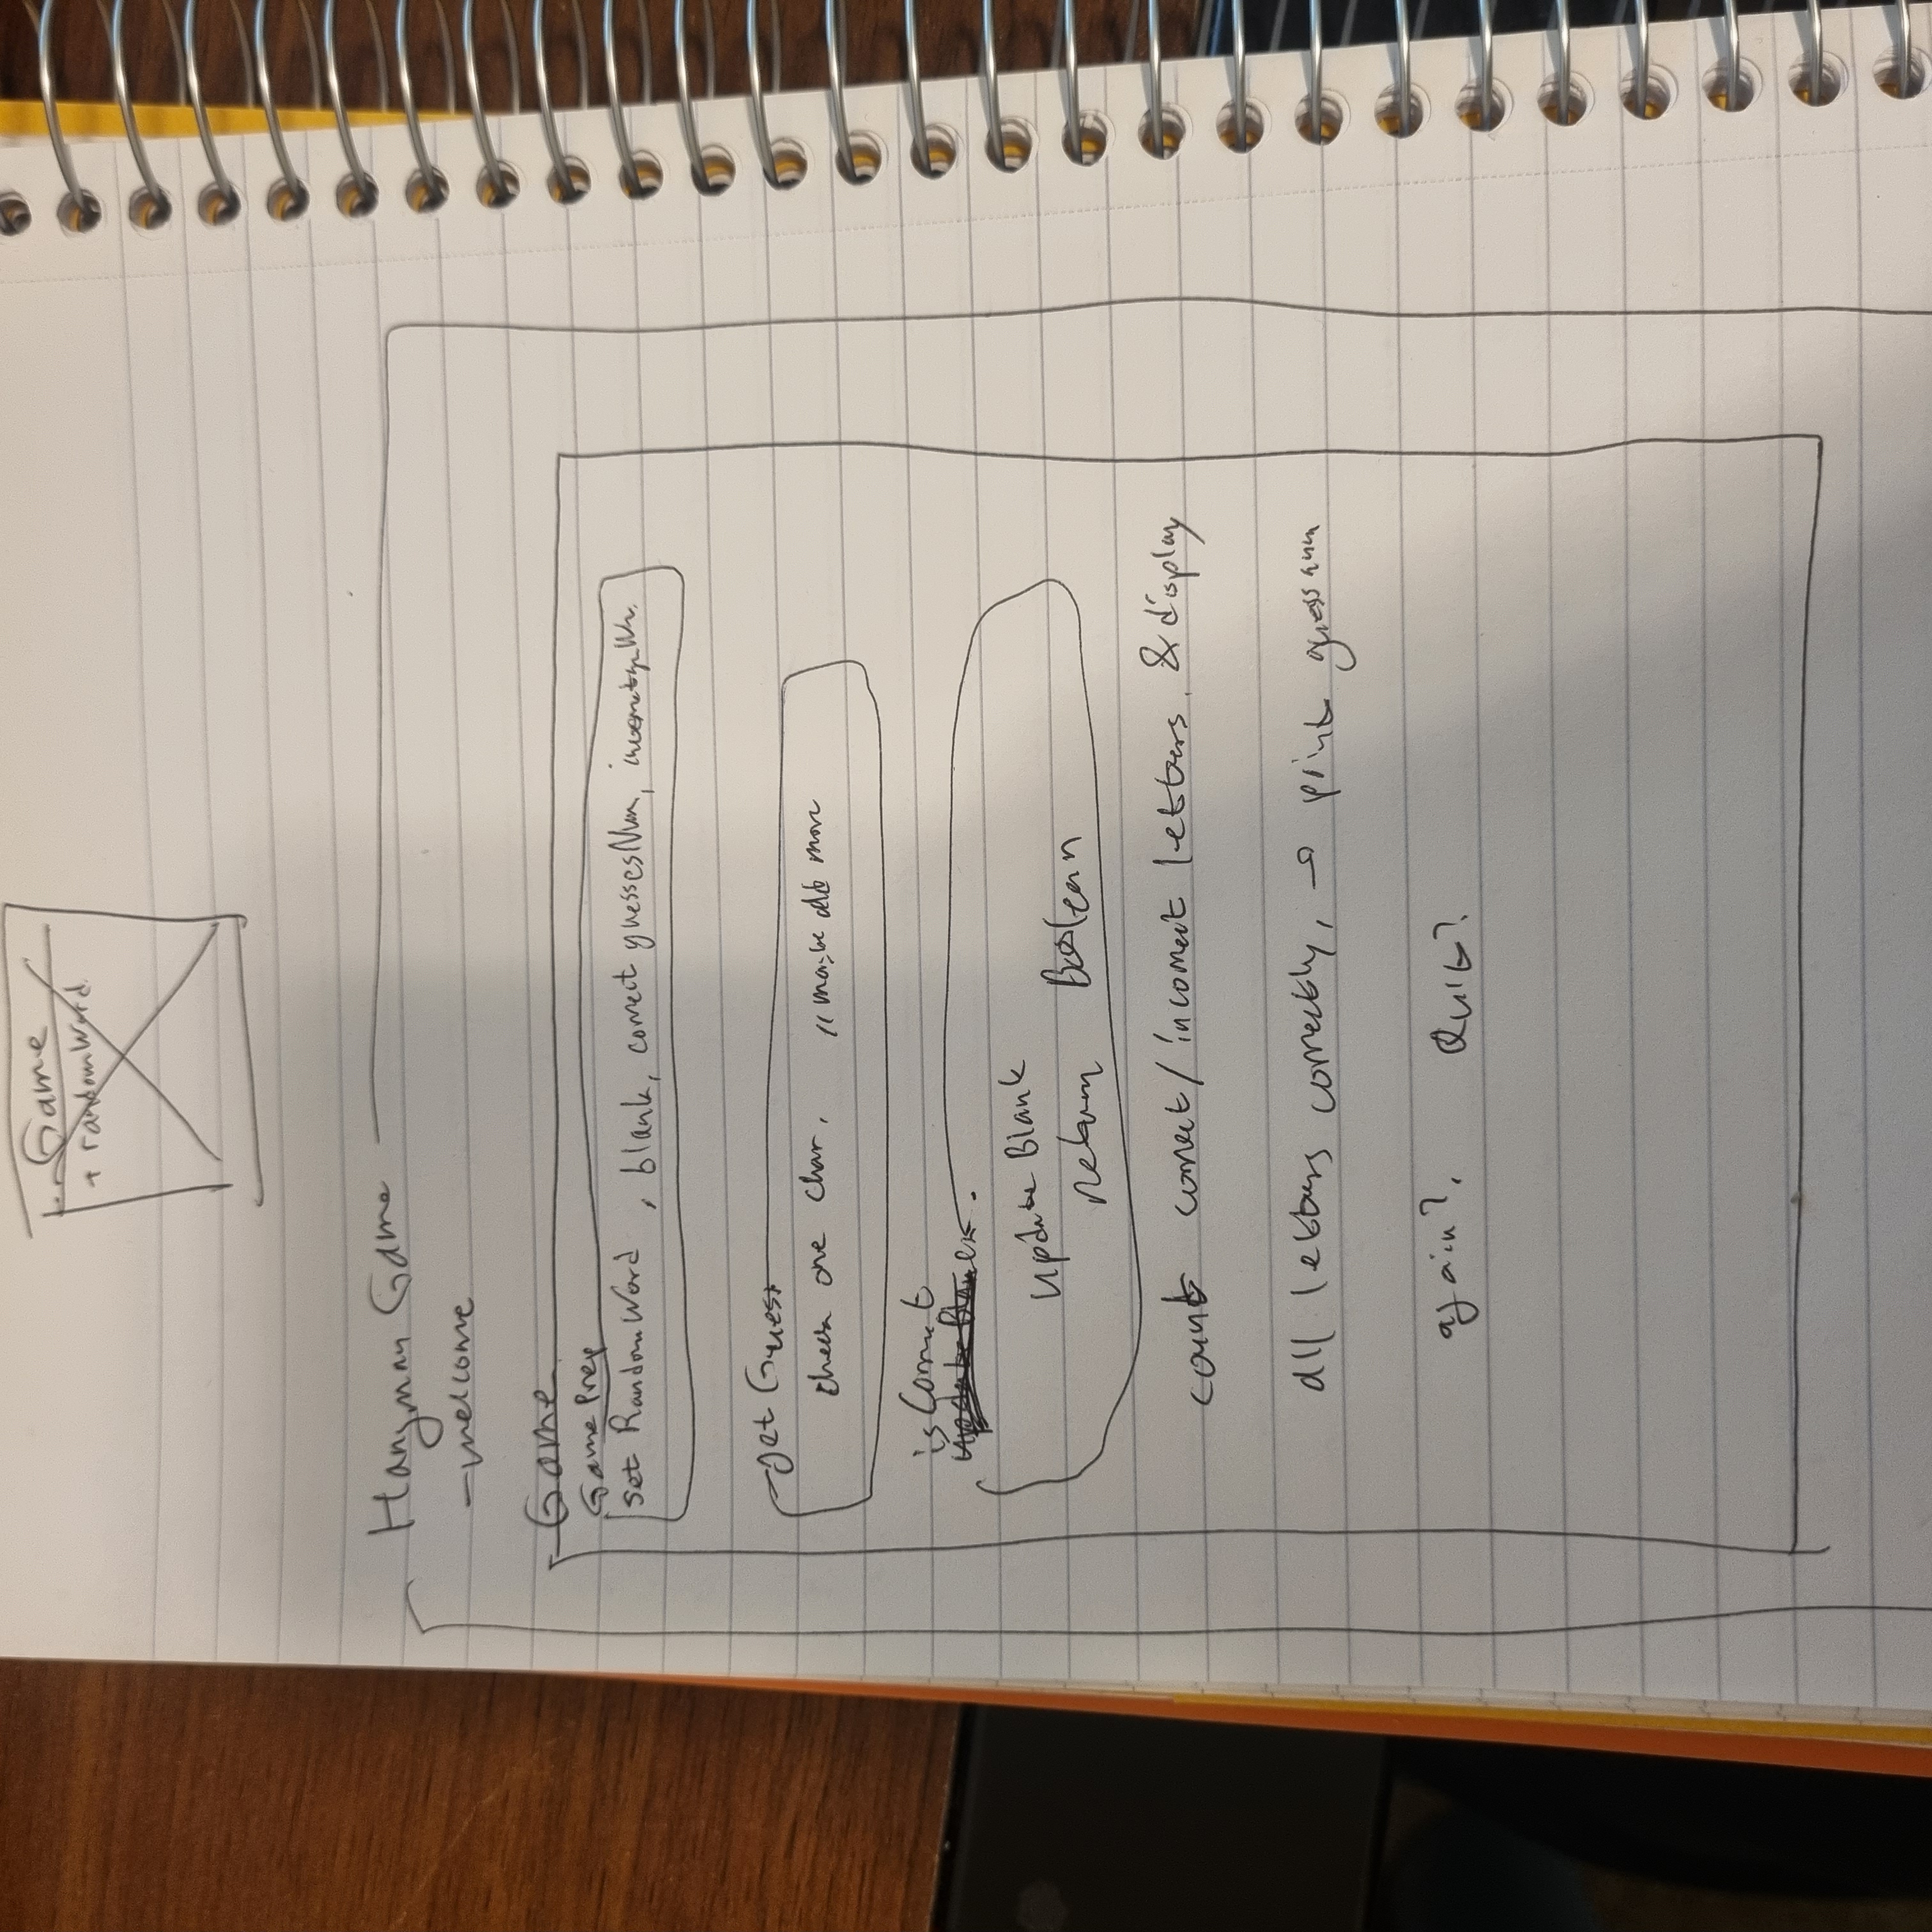 Game
+ randomWord
Hangman Game
- welcome
Game
Game Prep
set RandomWord , blank, correct guessesNum,
get Guess
check one char, // maybe add more
isCorrect
Update Blank.
Update Blank
return Boolean
count correct/incorrect letters. & display
all letters correctly, → print guess num
again?, Quit?